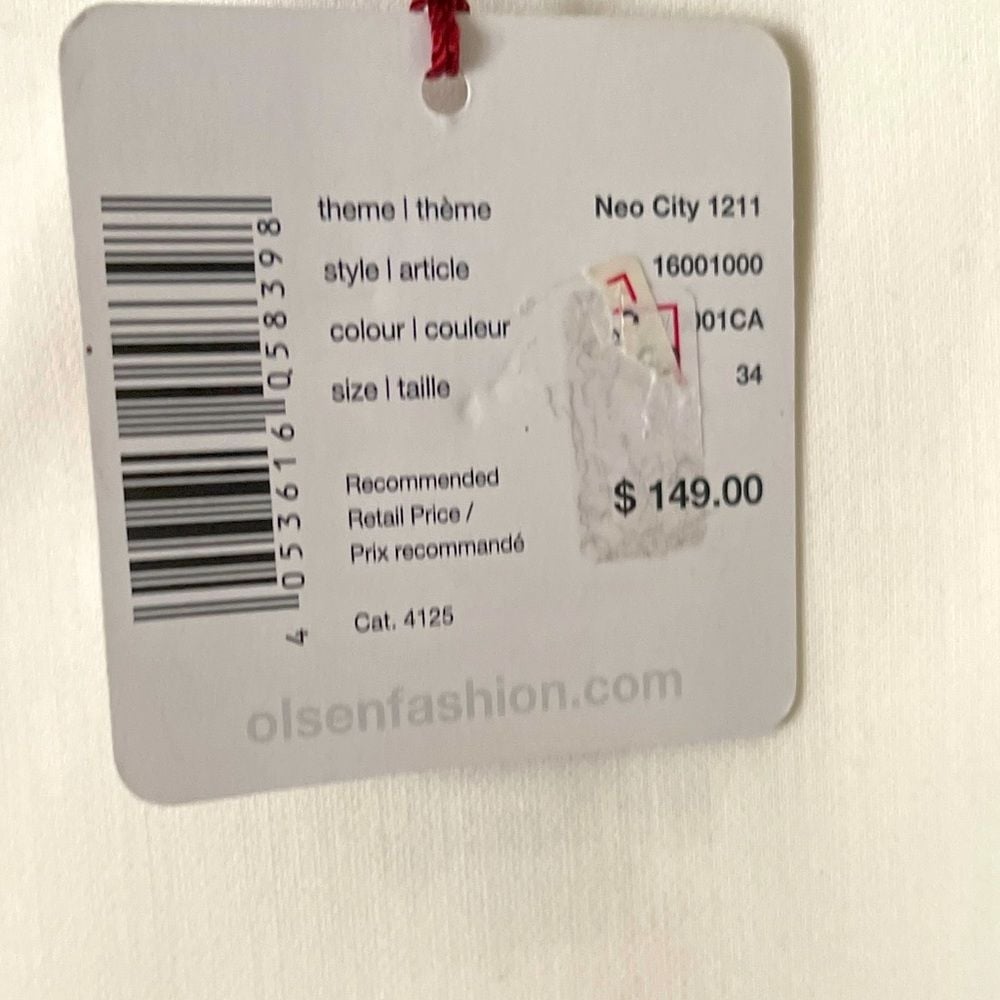 theme | thème Neo City 1211
style | article 16001000
colour | couleur 001CA
size | taille 34
Recommended
Retail Price / $ 149.00
Prix recommandé
Cat. 4125
olsenfashion.com
4 053616 058398